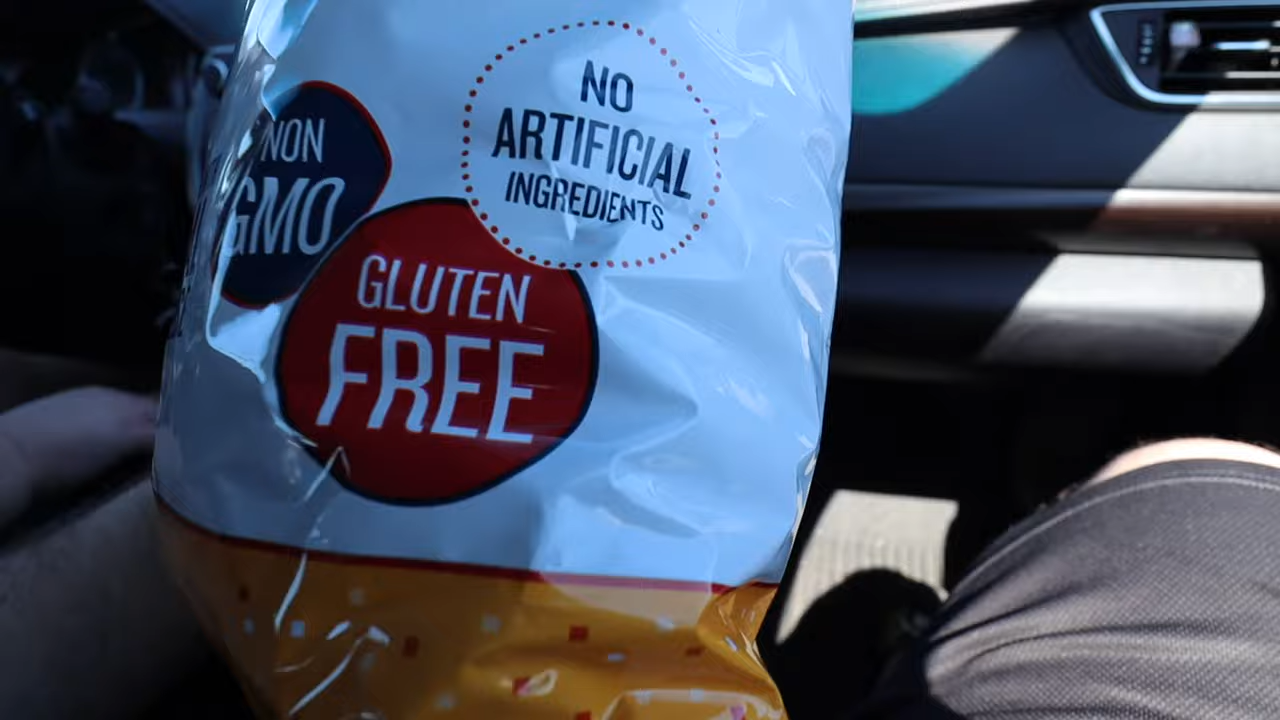 NO
ARTIFICIAL
INGREDIENTS
NON
GMO
GLUTEN
FREE